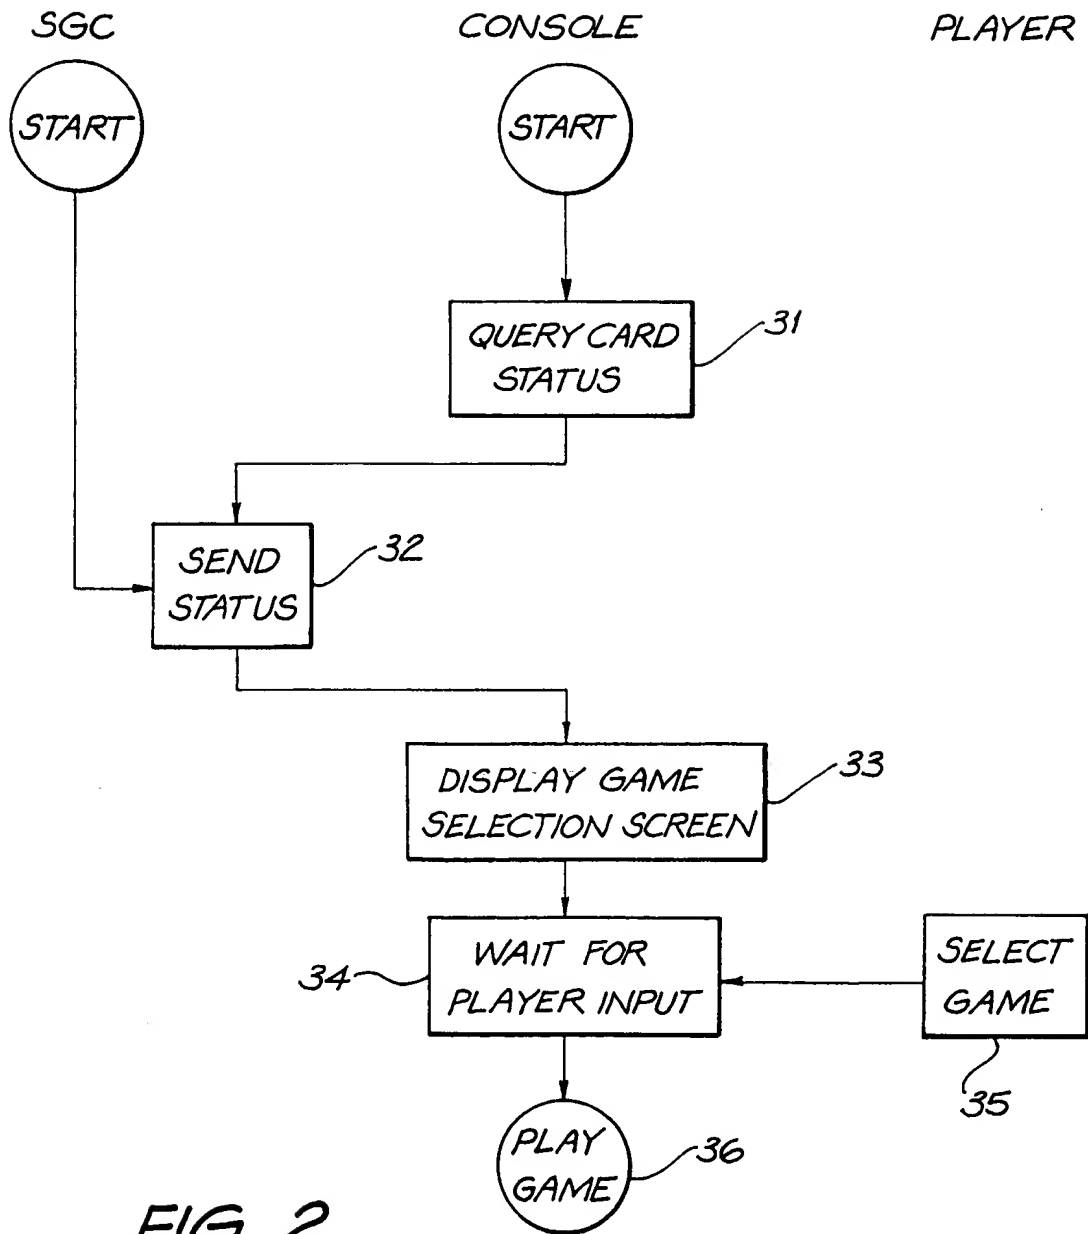 SGC
CONSOLE
PLAYER
START
START
QUERY CARD
STATUS
31
SEND
STATUS
32
DISPLAY GAME
SELECTION SCREEN
33
WAIT FOR
PLAYER INPUT
34
SELECT
GAME
35
PLAY
GAME
36
FIG. 2